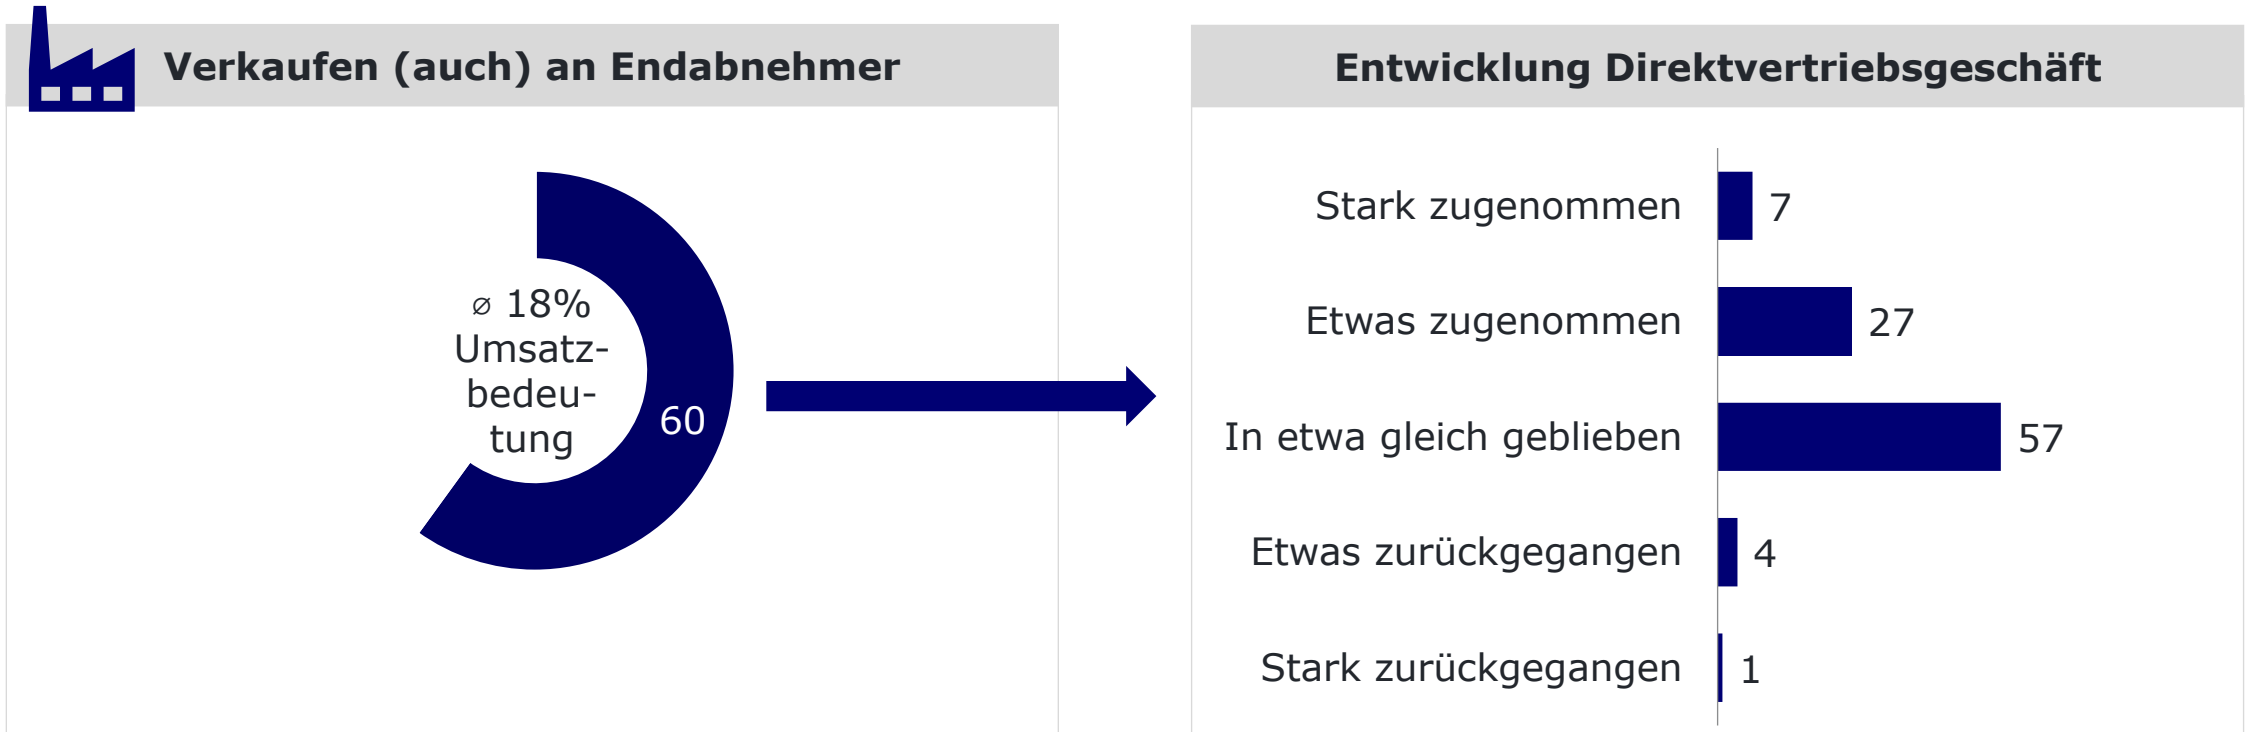 Verkaufen (auch) an Endabnehmer
⌀ 18%
Umsatz-
bedeu-
tung
60
Entwicklung Direktvertriebsgeschäft
Stark zugenommen 7
Etwas zugenommen 27
In etwa gleich geblieben 57
Etwas zurückgegangen 4
Stark zurückgegangen 1